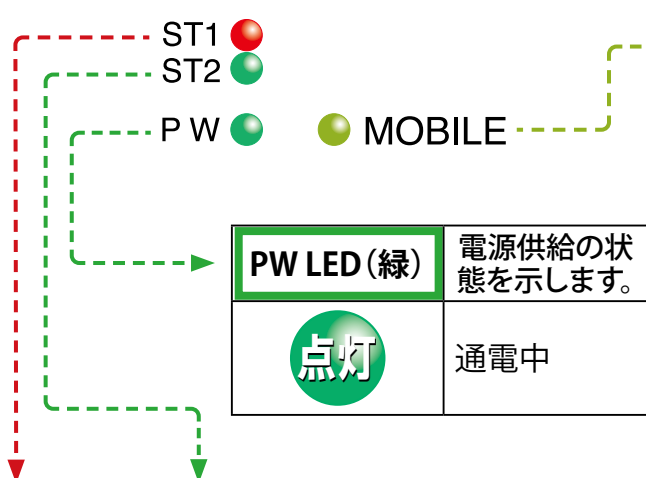 ST1
ST2
PW
MOBILE
PW LED（緑）
電源供給の状
態を示します。
点灯
通電中